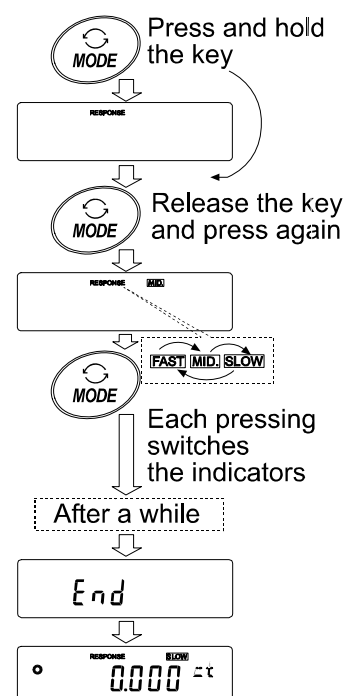 Press and hold
the key
MODE
RESPONSE
Release the key
and press again
MODE
RESPONSE MID.
FAST MID. SLOW
MODE
Each pressing
switches
the indicators
After a while
End
RESPONSE SLOW
0.000 ct